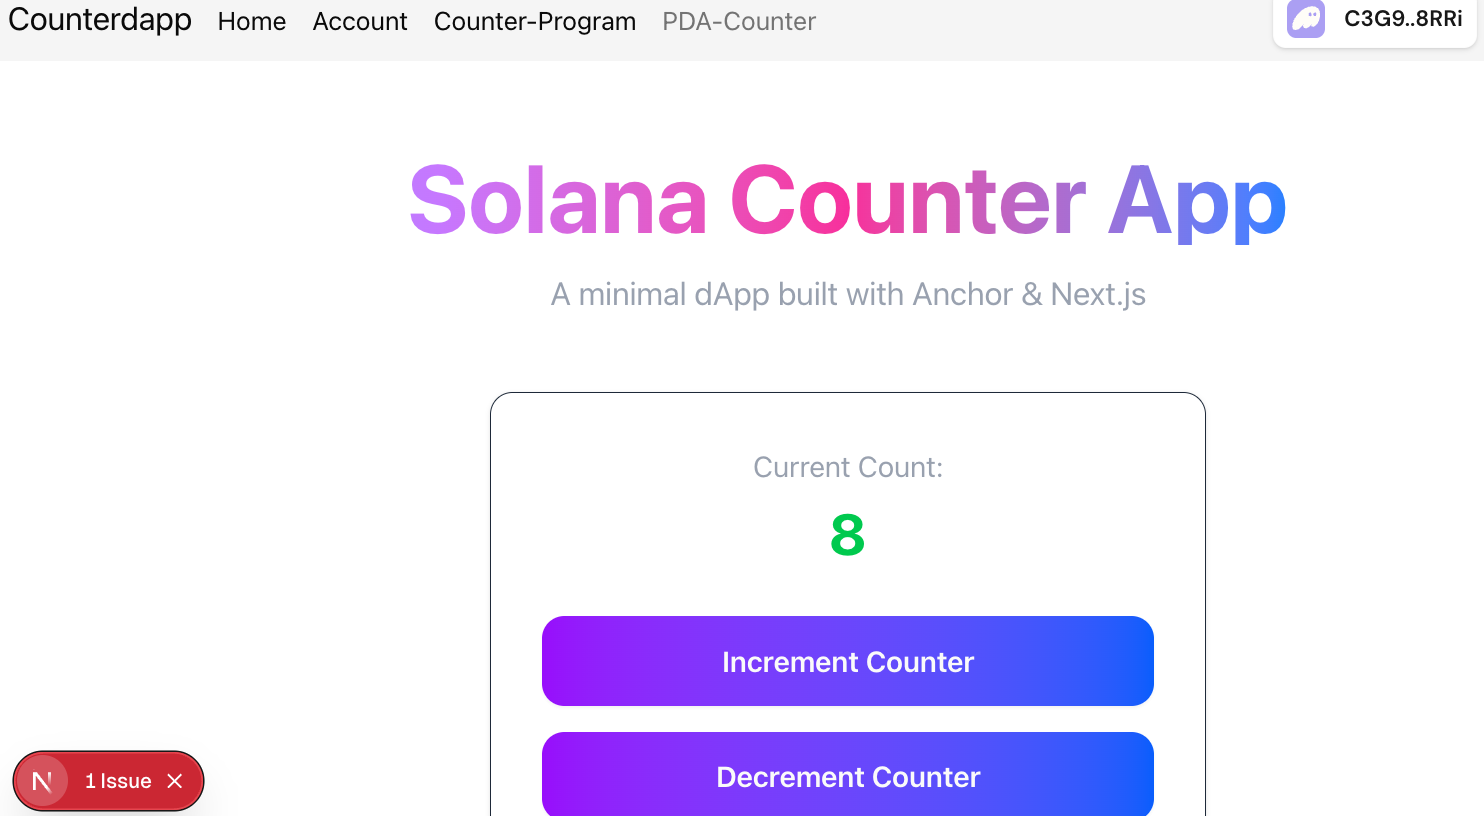 Counterdapp Home Account Counter-Program PDA-Counter C3G9..8RRi
Solana Counter App
A minimal dApp built with Anchor & Next.js
Current Count:
8
Increment Counter
Decrement Counter
N 1 Issue